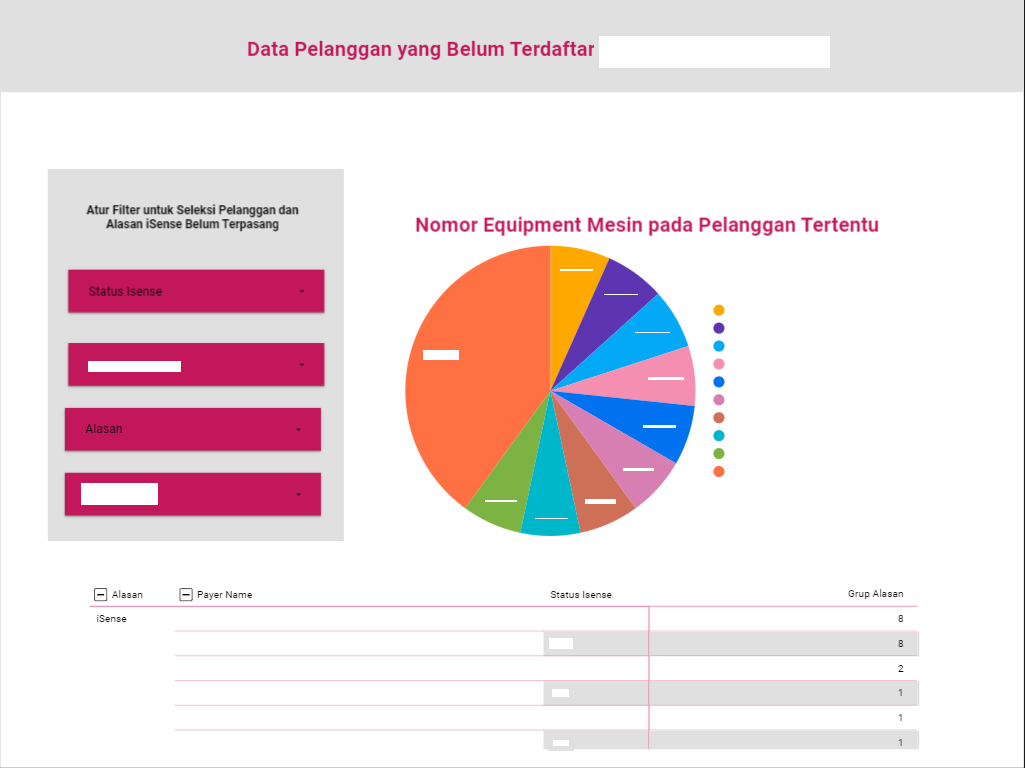 Data Pelanggan yang Belum Terdaftar
Atur Filter untuk Seleksi Pelanggan dan
Alasan iSense Belum Terpasang
Status Isense
Alasan
Nomor Equipment Mesin pada Pelanggan Tertentu
Alasan Payer Name Status Isense Grup Alasan
iSense 8
8
2
1
1
1